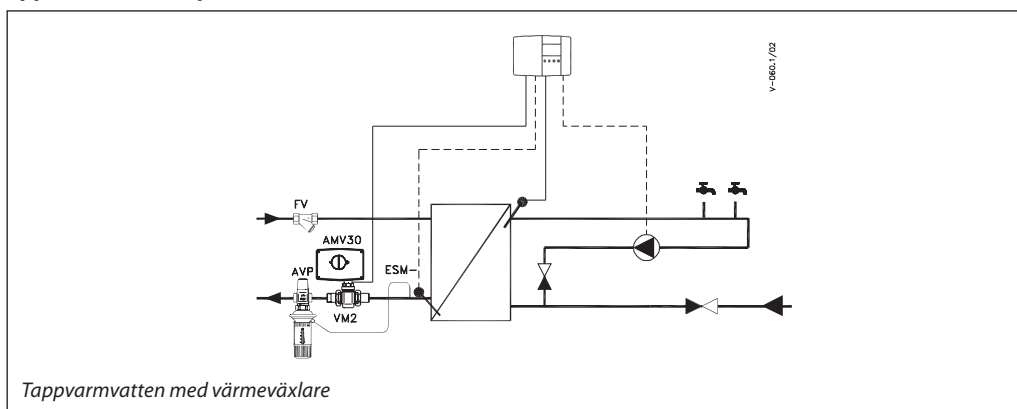 V-060.1/02
FV
AMV30
AVP
ESM-
VM2
Tappvarmvatten med värmeväxlare